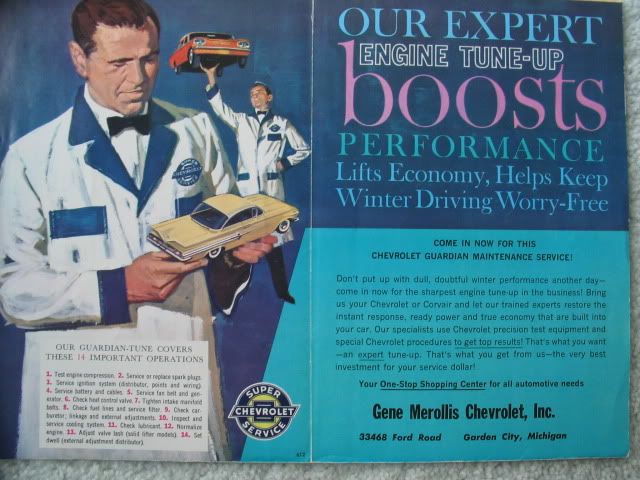 OUR EXPERT
ENGINE TUNE-UP
boosts
PERFORMANCE
Lifts Economy, Helps Keep
Winter Driving Worry-Free
COME IN NOW FOR THIS
CHEVROLET GUARDIAN MAINTENANCE SERVICE!
Don't put up with dull, doubtful winter performance another day—
come in now for the sharpest engine tune-up in the business! Bring
us your Chevrolet or Corvair and let our trained experts restore the
instant response, ready power and true economy that are built into
your car. Our specialists use Chevrolet precision test equipment and
special Chevrolet procedures to get top results! That's what you want
—an expert tune-up. That's what you get from us—the very best
investment for your service dollar!
Your One-Stop Shopping Center for all automotive needs
Gene Merollis Chevrolet, Inc.
33468 Ford Road Garden City, Michigan
OUR GUARDIAN-TUNE COVERS
THESE 14 IMPORTANT OPERATIONS
1. Test engine compression. 2. Service or replace spark plugs.
3. Service ignition system (distributor, points and wiring).
4. Service battery and cables. 5. Service fan belt and gen-
erator. 6. Check heat control valve. 7. Tighten intake manifold
bolts. 8. Check fuel lines and service filter. 9. Check car-
buretor; linkage and external adjustments. 10. Inspect and
service cooling system. 11. Check lubricant. 12. Normalize
engine. 13. Adjust valve lash (solid lifter models). 14. Set
dwell (external adjustment distributor).
SUPER
CHEVROLET
SERVICE
612